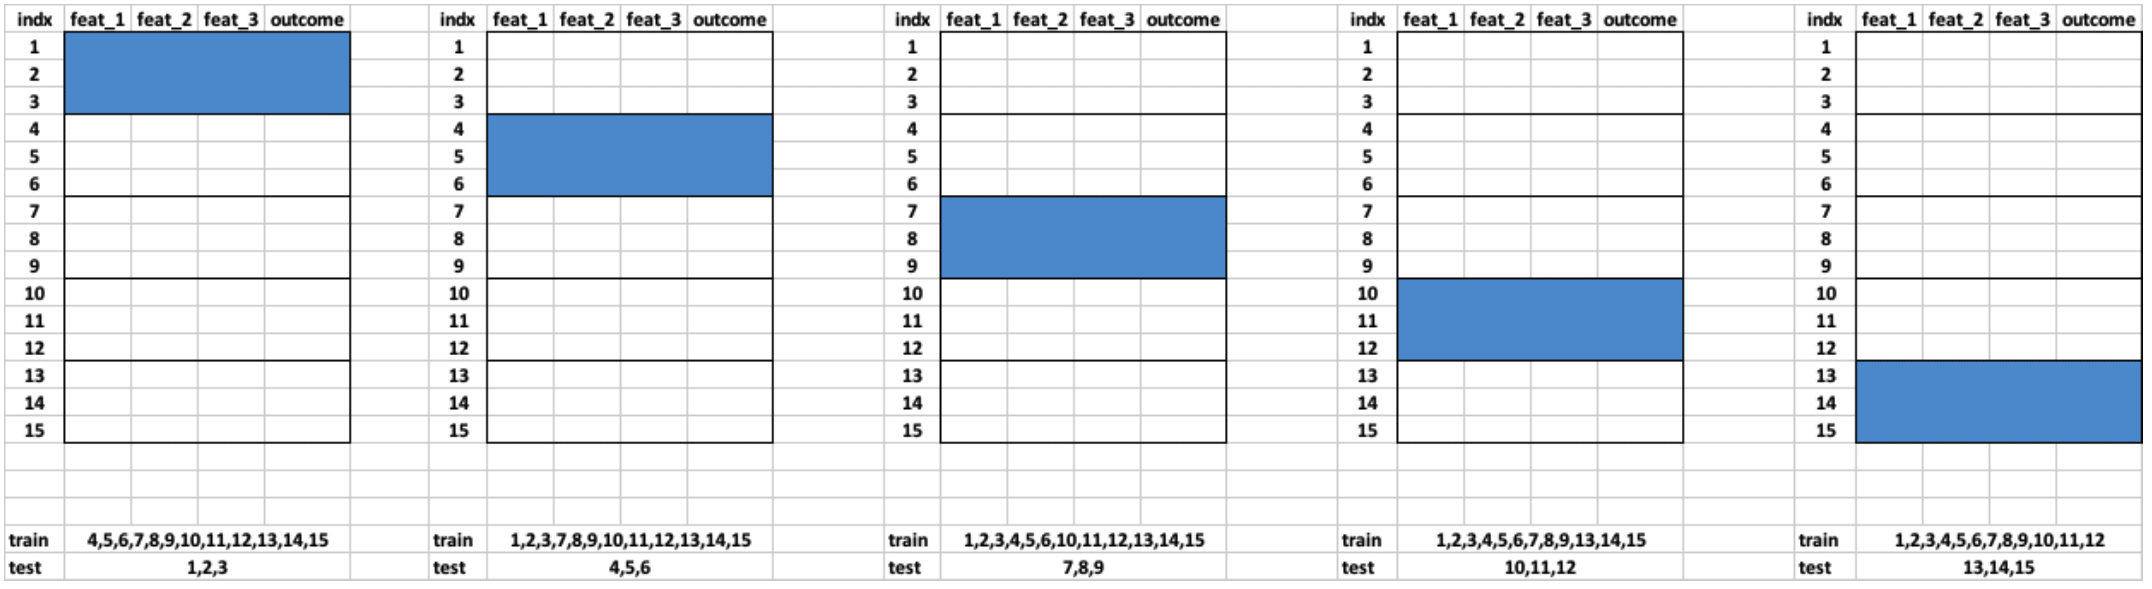 indx feat_1 feat_2 feat_3 outcome indx feat_1 feat_2 feat_3 outcome indx feat_1 feat_2 feat_3 outcome indx feat_1 feat_2 feat_3 outcome indx feat_1 feat_2 feat_3 outcome
1 1 1 1 1
2 2 2 2 2
3 3 3 3 3
4 4 4 4 4
5 5 5 5 5
6 6 6 6 6
7 7 7 7 7
8 8 8 8 8
9 9 9 9 9
10 10 10 10 10
11 11 11 11 11
12 12 12 12 12
13 13 13 13 13
14 14 14 14 14
15 15 15 15 15
train 4,5,6,7,8,9,10,11,12,13,14,15 train 1,2,3,7,8,9,10,11,12,13,14,15 train 1,2,3,4,5,6,10,11,12,13,14,15 train 1,2,3,4,5,6,7,8,9,13,14,15 train 1,2,3,4,5,6,7,8,9,10,11,12
test 1,2,3 test 4,5,6 test 7,8,9 test 10,11,12 test 13,14,15